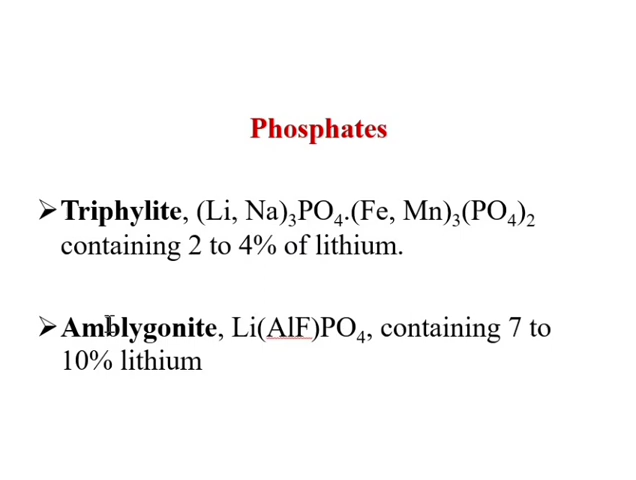 Phosphates
➢Triphylite, (Li, Na)₃PO₄.(Fe, Mn)₃(PO₄)₂
containing 2 to 4% of lithium.
➢Amblygonite, Li(AlF)PO₄, containing 7 to
10% lithium